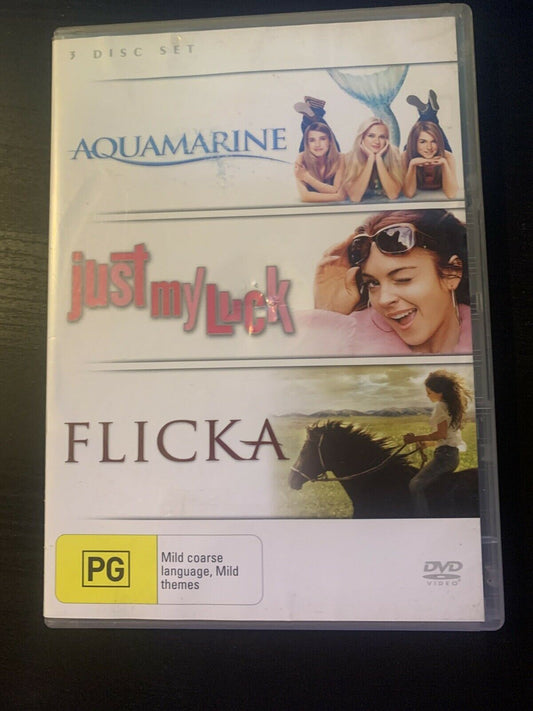 3 DISC SET
AQUAMARINE
just my Luck
FLICKA
PG
Mild coarse
language, Mild
themes
DVD
VIDEO